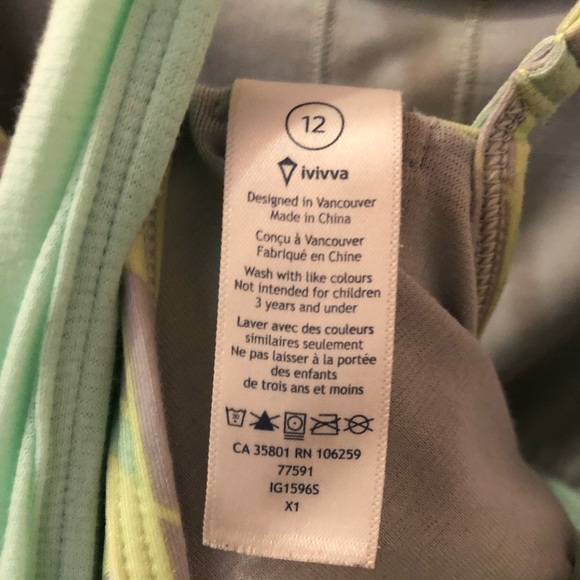 12
ivivva
Designed in Vancouver
Made in China
Conçu à Vancouver
Fabriqué en Chine
Wash with like colours
Not intended for children
3 years and under
Laver avec des couleurs
similaires seulement
Ne pas laisser à la portée
des enfants
de trois ans et moins
CA 35801 RN 106259
77591
IG1596S
X1